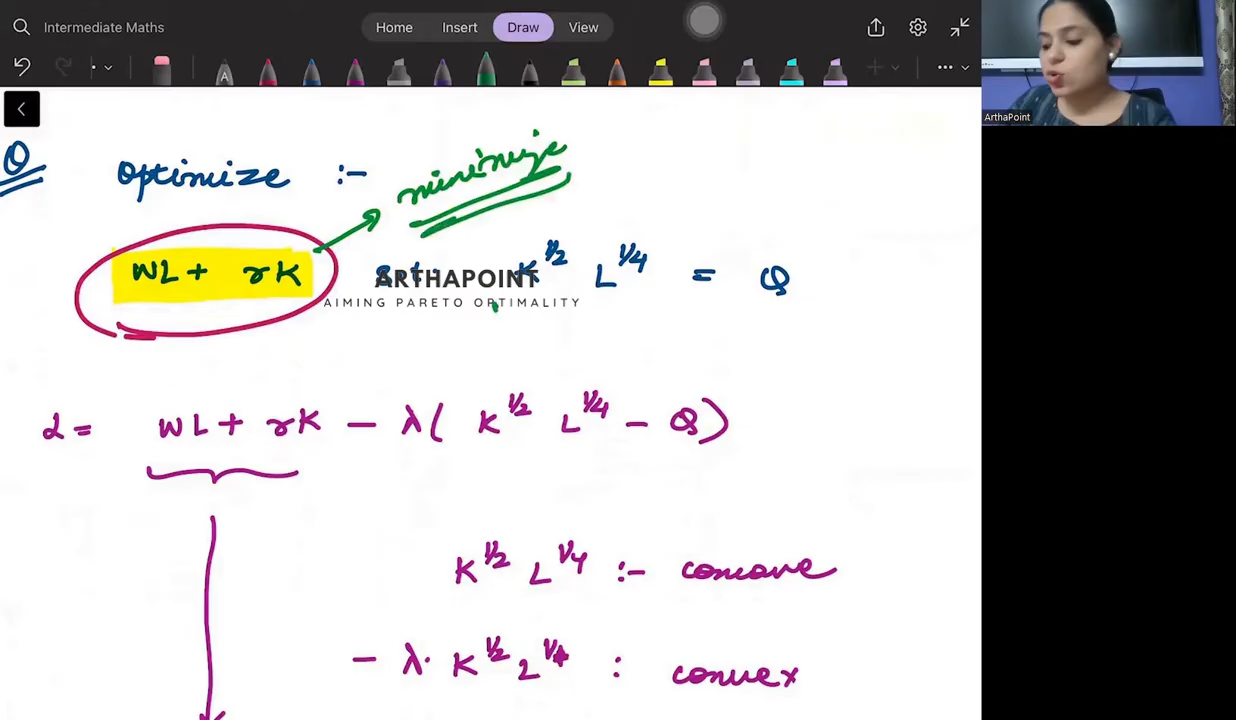 Intermediate Maths
Home Insert Draw View
A
ArthaPoint
Q Optimize :- minimize
WL + rK s.t. K^1/2 L^1/4 = Q
ARTHAPOINT
AIMING PARETO OPTIMALITY
L = WL + rK - λ( K^1/2 L^1/4 - Q)
K^1/2 L^1/4 :- concave
- λ. K^1/2 L^1/4 : convex